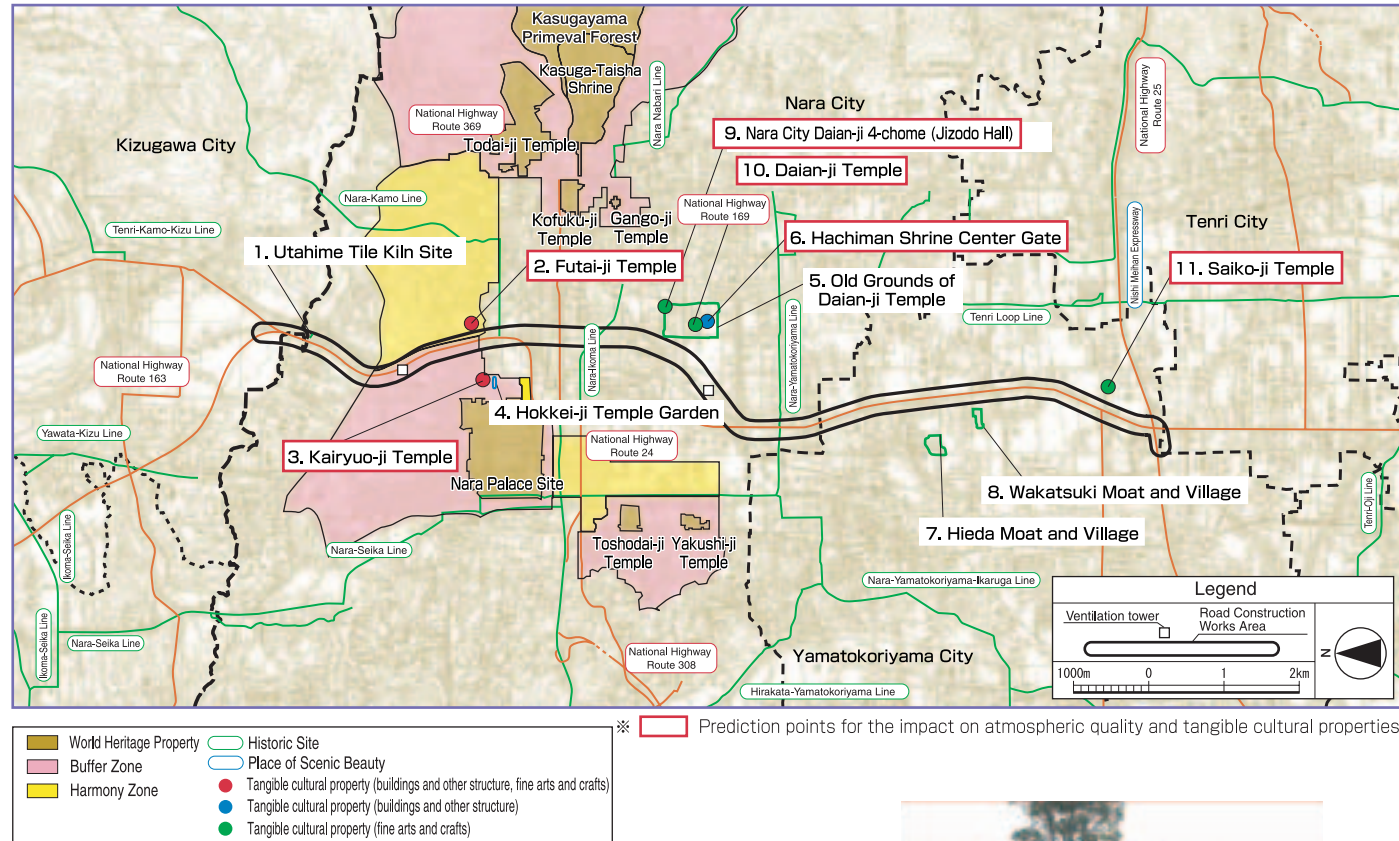 Kasugayama
Primeval Forest
Kasuga-Taisha
Shrine
Nara Nabari Line
Nara City
National Highway
Route 25
National Highway
Route 369
Todai-ji Temple
Kizugawa City
9. Nara City Daian-ji 4-chome (Jizodo Hall)
10. Daian-ji Temple
Nara-Kamo Line
National Highway
Route 169
Tenri City
Tenri-Kamo-Kizu Line
Kofuku-ji
Temple
Gango-ji
Temple
1. Utahime Tile Kiln Site
2. Futai-ji Temple
6. Hachiman Shrine Center Gate
11. Saiko-ji Temple
Nishi Meihan Expressway
5. Old Grounds of
Daian-ji Temple
Nara-Yamatokoriyama Line
Tenri Loop Line
Nara-Ikoma Line
National Highway
Route 163
4. Hokkei-ji Temple Garden
Yawata-Kizu Line
3. Kairyuo-ji Temple
National Highway
Route 24
Nara Palace Site
8. Wakatsuki Moat and Village
7. Hieda Moat and Village
Tenri-Oji Line
Ikoma-Seika Line
Nara-Seika Line
Toshodai-ji
Temple
Yakushi-ji
Temple
Nara-Yamatokoriyama-Ikaruga Line
Ikoma-Seika Line
Nara-Seika Line
National Highway
Route 308
Yamatokoriyama City
Hirakata-Yamatokoriyama Line
Legend
Ventilation tower
Road Construction
Works Area
1000m 0 1 2km
N
※ Prediction points for the impact on atmospheric quality and tangible cultural properties
World Heritage Property
Buffer Zone
Harmony Zone
Historic Site
Place of Scenic Beauty
Tangible cultural property (buildings and other structure, fine arts and crafts)
Tangible cultural property (buildings and other structure)
Tangible cultural property (fine arts and crafts)